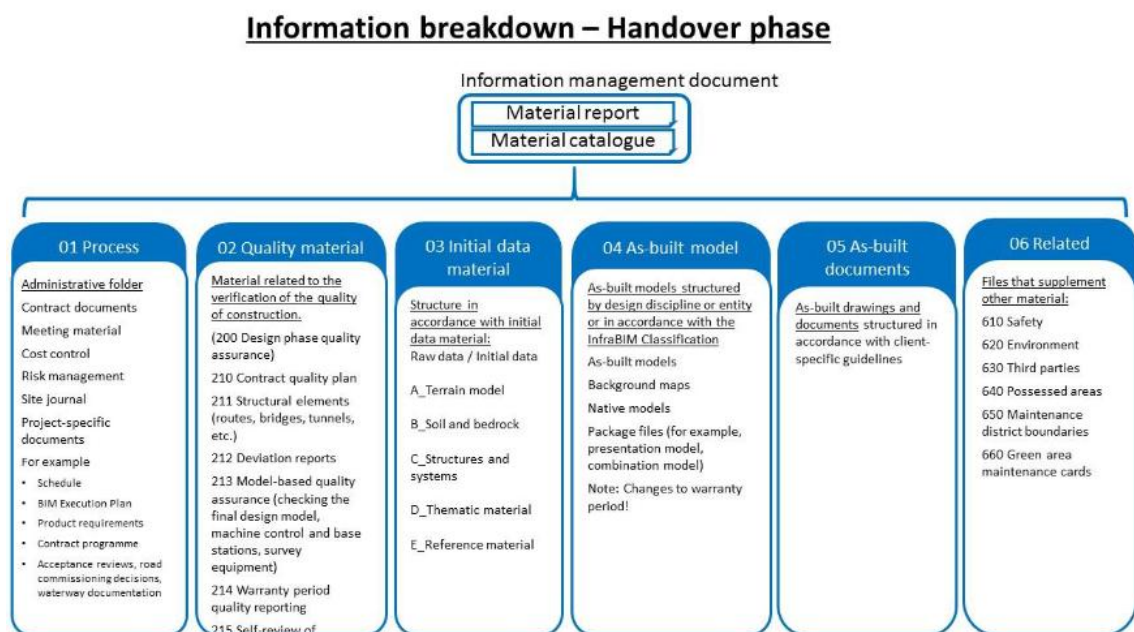 Information breakdown – Handover phase
Information management document
Material report
Material catalogue
01 Process
Administrative folder
Contract documents
Meeting material
Cost control
Risk management
Site journal
Project-specific
documents
For example
• Schedule
• BIM Execution Plan
• Product requirements
• Contract programme
• Acceptance reviews, road
commissioning decisions,
waterway documentation
02 Quality material
Material related to the
verification of the quality
of construction.
(200 Design phase quality
assurance)
210 Contract quality plan
211 Structural elements
(routes, bridges, tunnels,
etc.)
212 Deviation reports
213 Model-based quality
assurance (checking the
final design model,
machine control and base
stations, survey
equipment)
214 Warranty period
quality reporting
215 Self-review of
03 Initial data
material
Structure in
accordance with initial
data material:
Raw data / Initial data
A_Terrain model
B_Soil and bedrock
C_Structures and
systems
D_Thematic material
E_Reference material
04 As-built model
As-built models structured
by design discipline or entity
or in accordance with the
InfraBIM Classification
As-built models
Background maps
Native models
Package files (for example,
presentation model,
combination model)
Note: Changes to warranty
period!
05 As-built
documents
As-built drawings and
documents structured in
accordance with client-
specific guidelines
06 Related
Files that supplement
other material:
610 Safety
620 Environment
630 Third parties
640 Possessed areas
650 Maintenance
district boundaries
660 Green area
maintenance cards